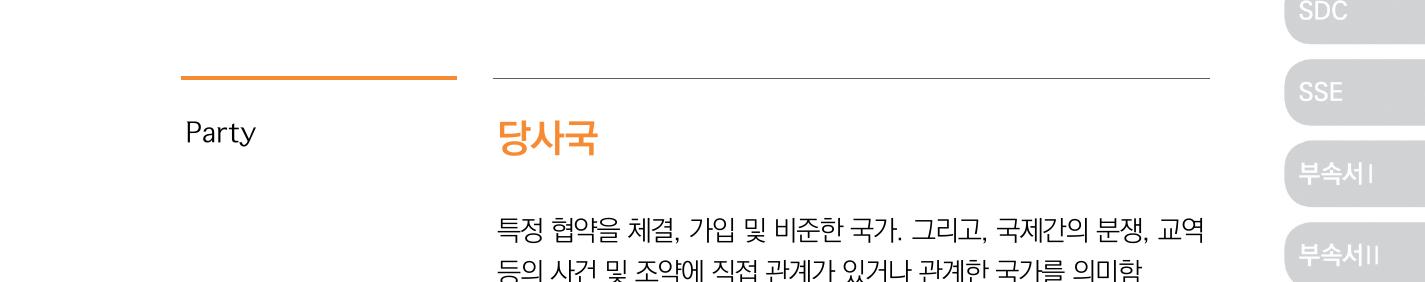 SDC
SSE
Party
당사국
부속서 I
특정 협약을 체결, 가입 및 비준한 국가. 그리고, 국제간의 분쟁, 교역
부속서 II
등의 사건 및 조약에 직접 관계가 있거나 관계한 국가를 의미함